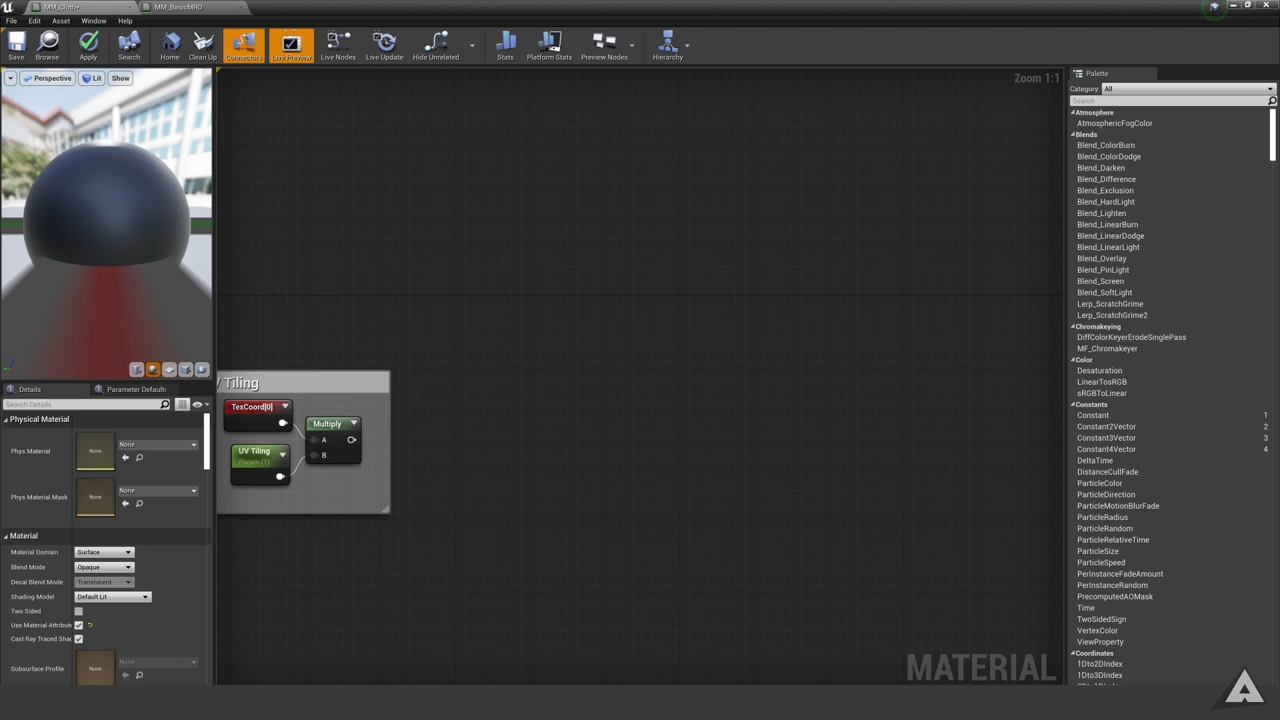 MM_Cloth*
MM_BasicMRO
File Edit Asset Window Help
Save Browse Apply Search Home Clean Up Connectors Live Preview Live Nodes Live Update Hide Unrelated Stats Platform Stats Preview Nodes Hierarchy
Perspective Lit Show
Zoom 1:1
Palette
Category: All
Search
Atmosphere
AtmosphericFogColor
Blends
Blend_ColorBurn
Blend_ColorDodge
Blend_Darken
Blend_Difference
Blend_Exclusion
Blend_HardLight
Blend_Lighten
Blend_LinearBurn
Blend_LinearDodge
Blend_LinearLight
Blend_Overlay
Blend_PinLight
Blend_Screen
Blend_SoftLight
Lerp_ScratchGrime
Lerp_ScratchGrime2
Chromakeying
DiffColorKeyerErodeSinglePass
MF_Chromakeyer
Color
Desaturation
LinearTosRGB
sRGBToLinear
Constants
Constant 1
Constant2Vector 2
Constant3Vector 3
Constant4Vector 4
DeltaTime
DistanceCullFade
ParticleColor
ParticleDirection
ParticleMotionBlurFade
ParticleRadius
ParticleRandom
ParticleRelativeTime
ParticleSize
ParticleSpeed
PerInstanceFadeAmount
PerInstanceRandom
PrecomputedAOMask
Time
TwoSidedSign
VertexColor
ViewProperty
Coordinates
1Dto2DIndex
1Dto3DIndex
Tiling
TexCoord[0]
Multiply
A
B
UV Tiling
Param (1)
MATERIAL
Details
Parameter Defaults
Search Details
Physical Material
Phys Material None None
Phys Material Mask None None
Material
Material Domain Surface
Blend Mode Opaque
Decal Blend Mode Translucent
Shading Model Default Lit
Two Sided
Use Material Attribut
Cast Ray Traced Shad
Subsurface Profile None None